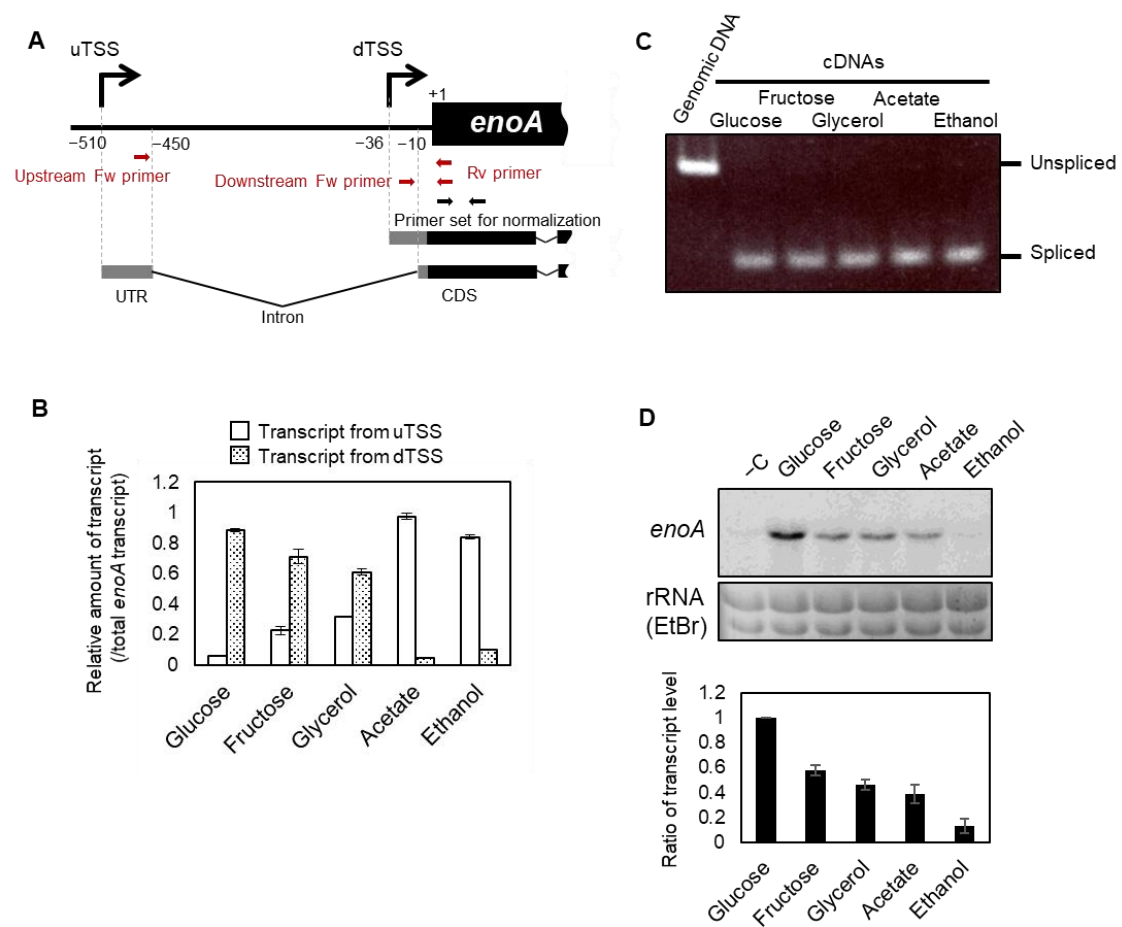 A
uTSS
dTSS
+1
enoA
−510
−450
−36
−10
Upstream Fw primer
Downstream Fw primer
Rv primer
Primer set for normalization
UTR
CDS
Intron
B
Transcript from uTSS
Transcript from dTSS
Relative amount of transcript
(/total enoA transcript)
1.2
1
0.8
0.6
0.4
0.2
0
Glucose
Fructose
Glycerol
Acetate
Ethanol
C
Genomic DNA
cDNAs
Fructose
Acetate
Glucose
Glycerol
Ethanol
Unspliced
Spliced
D
−C
Glucose
Fructose
Glycerol
Acetate
Ethanol
enoA
rRNA
(EtBr)
Ratio of transcript level
1.2
1
0.8
0.6
0.4
0.2
0
Glucose
Fructose
Glycerol
Acetate
Ethanol